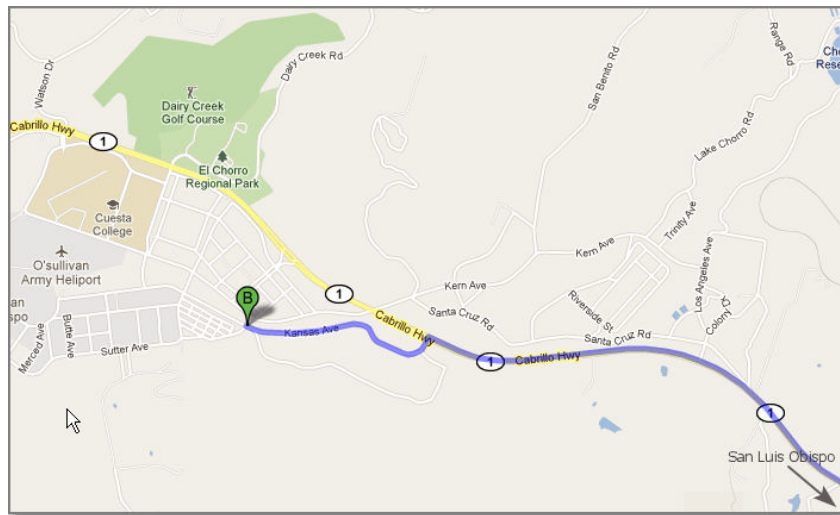 Watson Dr
Cabrillo Hwy
1
Dairy Creek
Golf Course
Dairy Creek Rd
El Chorro
Regional Park
Cuesta
College
O'sullivan
Army Heliport
an
spo
Merced Ave
Butte Ave
Sutter Ave
B
Kansas Ave
1
Cabrillo Hwy
Kern Ave
Santa Cruz Rd
San Benito Rd
Kern Ave
Riverside St
Santa Cruz Rd
Trinity Ave
Lake Chorro Rd
Range Rd
Cho
Rese
Los Angeles Ave
Colony Ct
1
Cabrillo Hwy
1
San Luis Obispo